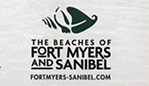 THE BEACHES OF
FORT MYERS
AND SANIBEL
FORTMYERS-SANIBEL.COM